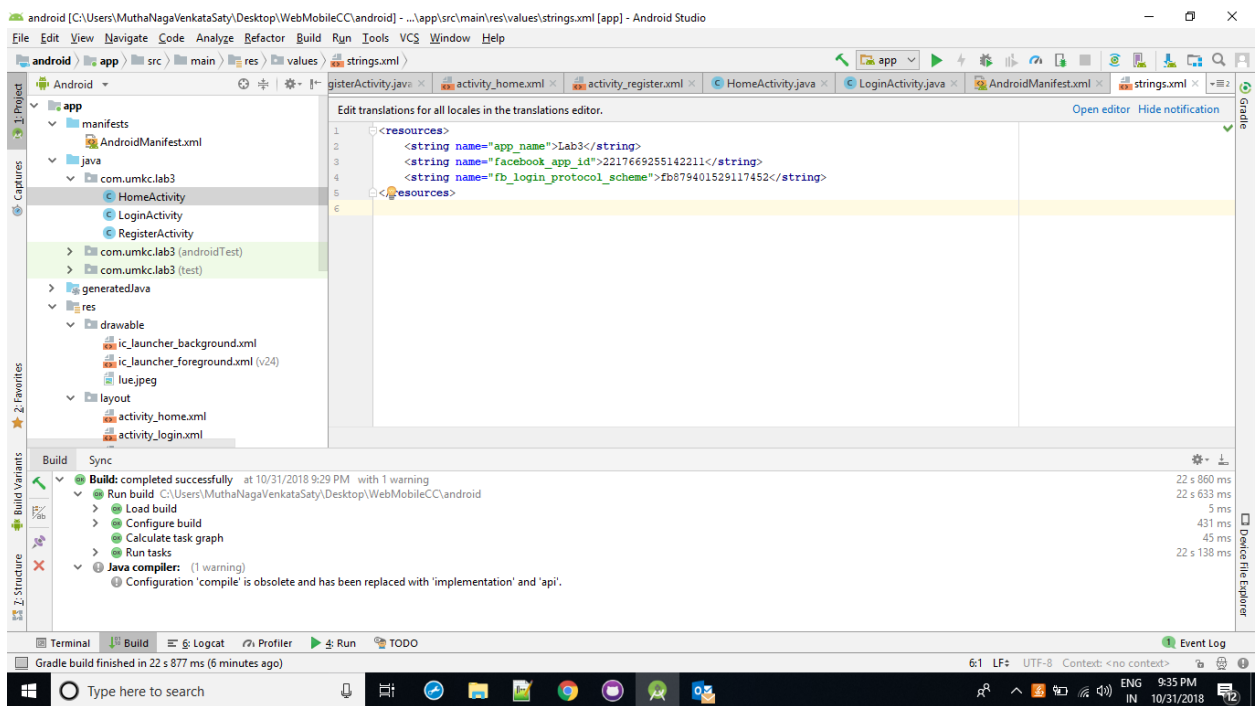 android [C:\Users\MuthaNagaVenkataSaty\Desktop\WebMobileCC\android] - ...\app\src\main\res\values\strings.xml [app] - Android Studio
File Edit View Navigate Code Analyze Refactor Build Run Tools VCS Window Help
android app src main res values strings.xml app
Android
gisterActivity.java activity_home.xml activity_register.xml HomeActivity.java LoginActivity.java AndroidManifest.xml strings.xml 2
Edit translations for all locales in the translations editor. Open editor Hide notification
1: Project
Captures
2: Favorites
Build Variants
7: Structure
app
manifests
AndroidManifest.xml
java
com.umkc.lab3
HomeActivity
LoginActivity
RegisterActivity
com.umkc.lab3 (androidTest)
com.umkc.lab3 (test)
generatedJava
res
drawable
ic_launcher_background.xml
ic_launcher_foreground.xml (v24)
lue.jpeg
layout
activity_home.xml
activity_login.xml
1 <resources>
2 <string name="app_name">Lab3</string>
3 <string name="facebook_app_id">2217669255142211</string>
4 <string name="fb_login_protocol_scheme">fb879401529117452</string>
5 </resources>
6
Gradle
Device File Explorer
Build Sync
Build: completed successfully at 10/31/2018 9:29 PM with 1 warning 22 s 860 ms
Run build C:\Users\MuthaNagaVenkataSaty\Desktop\WebMobileCC\android 22 s 633 ms
Load build 5 ms
Configure build 431 ms
Calculate task graph 45 ms
Run tasks 22 s 138 ms
Java compiler: (1 warning)
Configuration 'compile' is obsolete and has been replaced with 'implementation' and 'api'.
Terminal Build 6: Logcat Profiler 4: Run TODO 1 Event Log
Gradle build finished in 22 s 877 ms (6 minutes ago) 6:1 LF÷ UTF-8 Context: <no context>
Type here to search ENG 9:35 PM
IN 10/31/2018 12